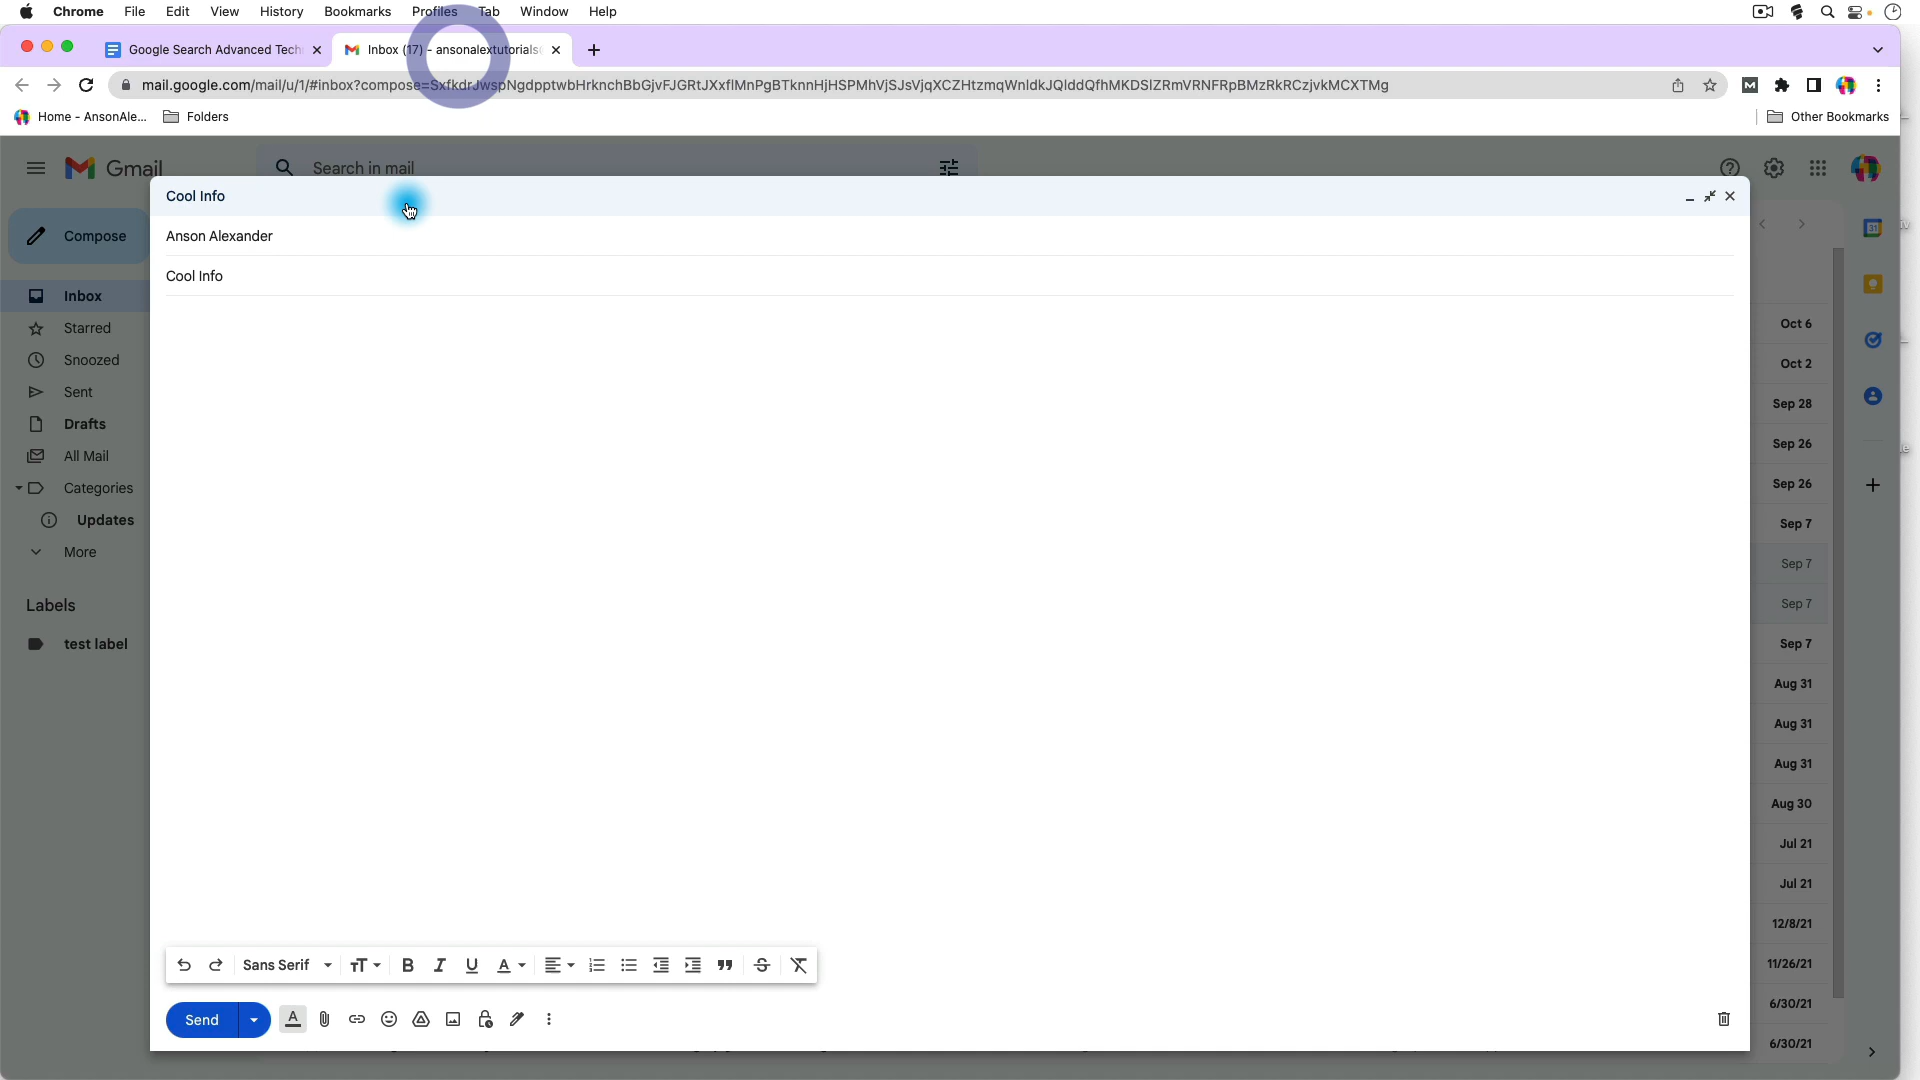 Chrome File Edit View History Bookmarks Profiles Tab Window Help
Google Search Advanced Tech Inbox (17) - ansonalextutorials
mail.google.com/mail/u/1/#inbox?compose=SxfkdrJwspNgdpptwbHrknchBbGjvFJGRtJXxflMnPgBTknnHjHSPMhVjSJsVjqXCZHtzmqWnldkJQlddQfhMKDSlZRmVRNFRpBMzRkRCzjvkMCXTMg
Home - AnsonAle... Folders Other Bookmarks
Gmail Search in mail
Cool Info
Compose
Anson Alexander
Cool Info
Inbox
Starred
Snoozed
Sent
Drafts
All Mail
Categories
Updates
More
Labels
test label
Oct 6
Oct 2
Sep 28
Sep 26
Sep 26
Sep 7
Sep 7
Sep 7
Sep 7
Aug 31
Aug 31
Aug 31
Aug 30
Jul 21
Jul 21
12/8/21
11/26/21
6/30/21
6/30/21
Sans Serif
Send